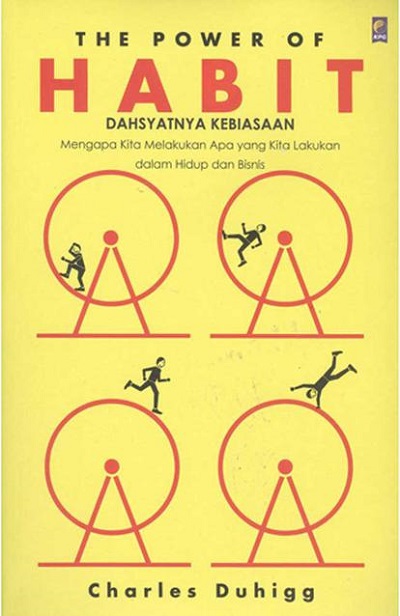 THE POWER OF
KPG
HABIT
DAHSYATNYA KEBIASAAN
Mengapa Kita Melakukan Apa yang Kita Lakukan
dalam Hidup dan Bisnis
Charles Duhigg